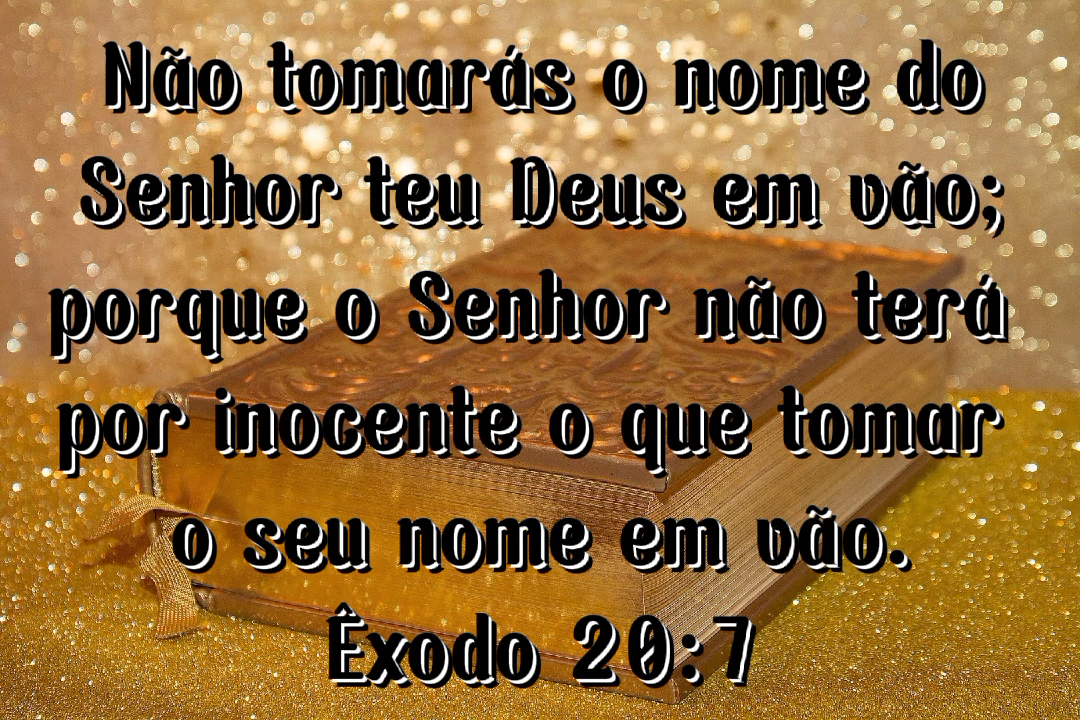 Não tomarás o nome do
Senhor teu Deus em vão;
porque o Senhor não terá
por inocente o que tomar
o seu nome em vão.
Êxodo 20:7